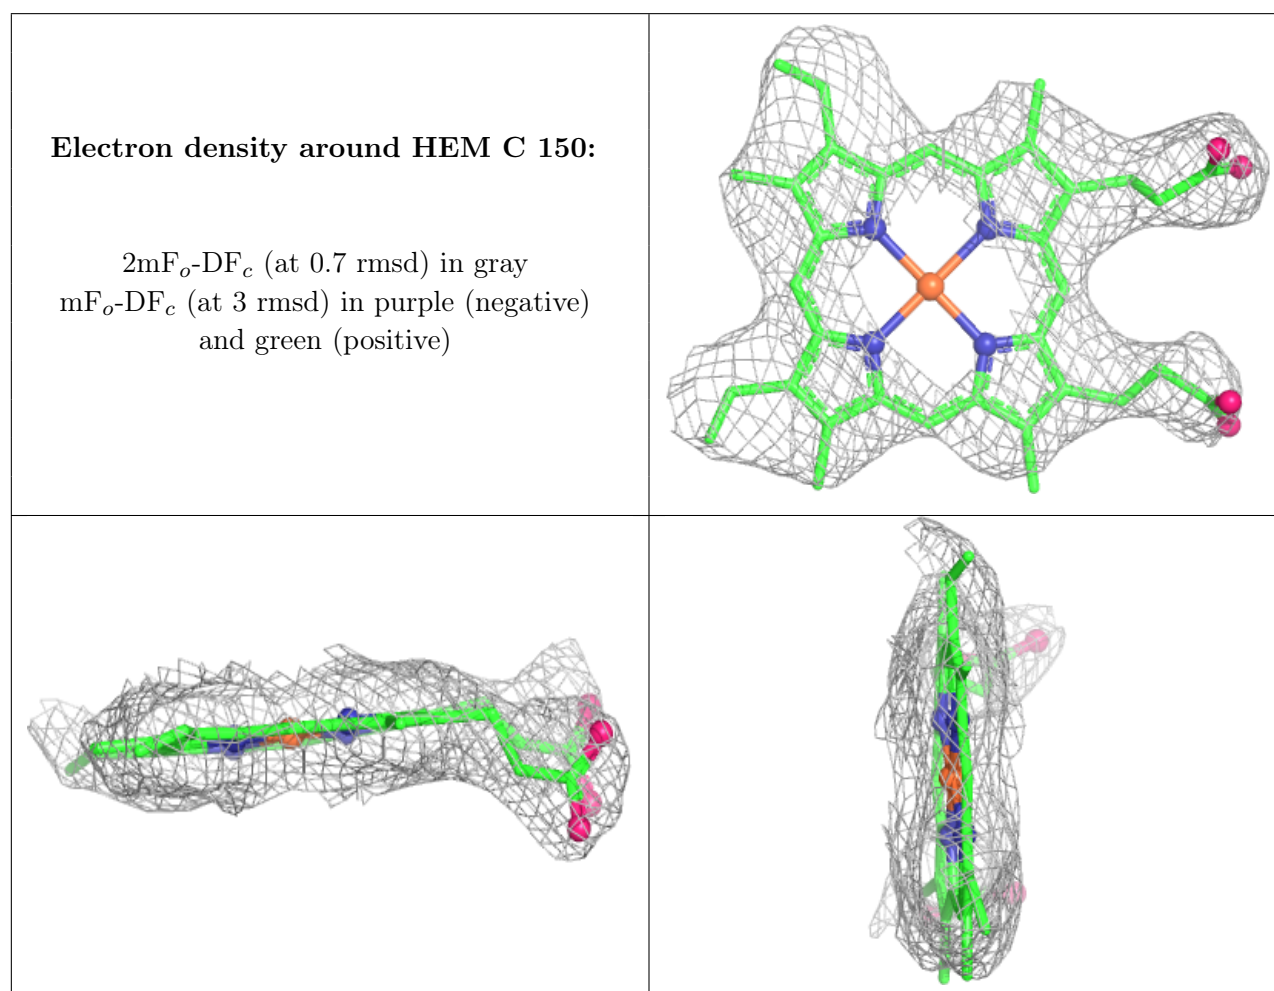 Electron density around HEM C 150:
2mFo-DFc (at 0.7 rmsd) in gray
mFo-DFc (at 3 rmsd) in purple (negative)
and green (positive)